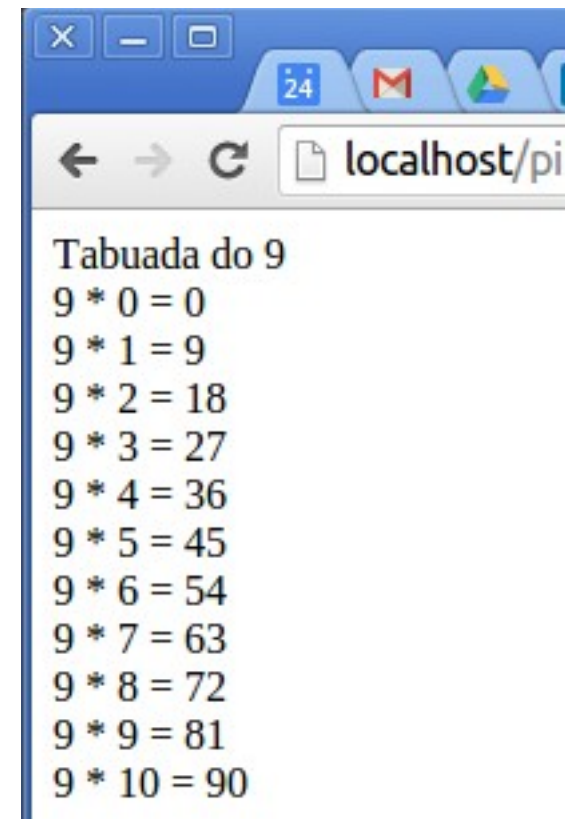 24
localhost/pi
Tabuada do 9
9 * 0 = 0
9 * 1 = 9
9 * 2 = 18
9 * 3 = 27
9 * 4 = 36
9 * 5 = 45
9 * 6 = 54
9 * 7 = 63
9 * 8 = 72
9 * 9 = 81
9 * 10 = 90